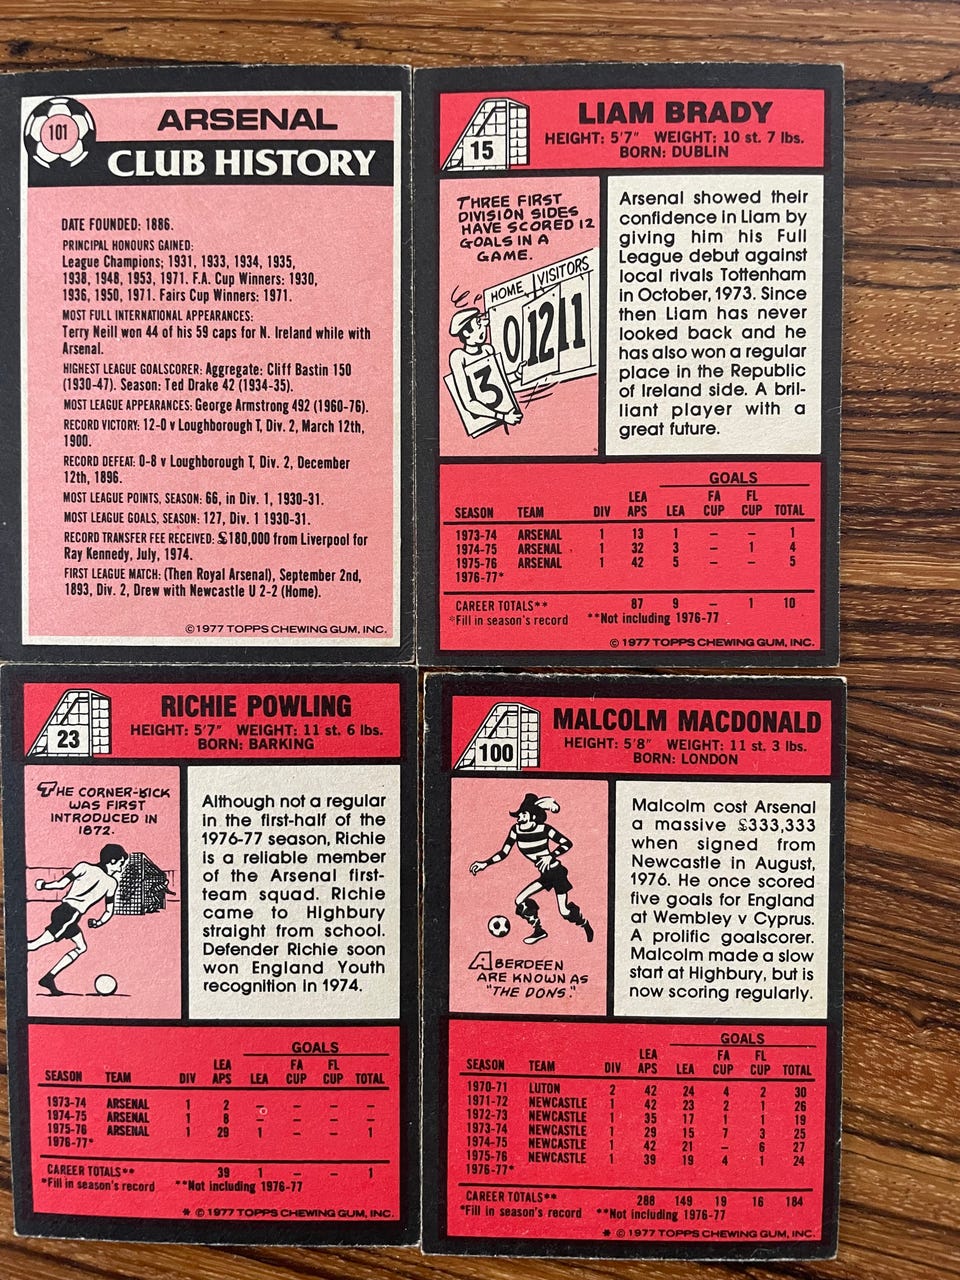 101
ARSENAL
CLUB HISTORY
DATE FOUNDED: 1886.
PRINCIPAL HONOURS GAINED:
League Champions; 1931, 1933, 1934, 1935,
1938, 1948, 1953, 1971. F.A. Cup Winners: 1930,
1936, 1950, 1971. Fairs Cup Winners: 1971.
MOST FULL INTERNATIONAL APPEARANCES:
Terry Neill won 44 of his 59 caps for N. Ireland while with
Arsenal.
HIGHEST LEAGUE GOALSCORER: Aggregate: Cliff Bastin 150
(1930-47). Season: Ted Drake 42 (1934-35).
MOST LEAGUE APPEARANCES: George Armstrong 492 (1960-76).
RECORD VICTORY: 12-0 v Loughborough T, Div. 2, March 12th,
1900.
RECORD DEFEAT: 0-8 v Loughborough T, Div. 2, December
12th, 1896.
MOST LEAGUE POINTS, SEASON: 66, in Div. 1, 1930-31.
MOST LEAGUE GOALS, SEASON: 127, Div. 1 1930-31.
RECORD TRANSFER FEE RECEIVED: £180,000 from Liverpool for
Ray Kennedy, July, 1974.
FIRST LEAGUE MATCH: (Then Royal Arsenal), September 2nd,
1893, Div. 2, Drew with Newcastle U 2-2 (Home).
©1977 TOPPS CHEWING GUM, INC.
15
LIAM BRADY
HEIGHT: 5'7" WEIGHT: 10 st. 7 lbs.
BORN: DUBLIN
THREE FIRST
DIVISION SIDES
HAVE SCORED 12
GOALS IN A
GAME.
HOME VISITORS
0 12 11
13
Arsenal showed their
confidence in Liam by
giving him his Full
League debut against
local rivals Tottenham
in October, 1973. Since
then Liam has never
looked back and he
has also won a regular
place in the Republic
of Ireland side. A bril-
liant player with a
great future.
GOALS
SEASON TEAM DIV LEA APS LEA FA CUP FL CUP TOTAL
1973-74 ARSENAL 1 13 1 – – 1
1974-75 ARSENAL 1 32 3 – 1 4
1975-76 ARSENAL 1 42 5 – – 5
1976-77*
CAREER TOTALS** 87 9 – 1 10
*Fill in season's record **Not including 1976-77
© 1977 TOPPS CHEWING GUM, INC.
23
RICHIE POWLING
HEIGHT: 5'7" WEIGHT: 11 st. 6 lbs.
BORN: BARKING
THE CORNER-KICK
WAS FIRST
INTRODUCED IN
1872.
Although not a regular
in the first-half of the
1976-77 season, Richie
is a reliable member
of the Arsenal first-
team squad. Richie
came to Highbury
straight from school.
Defender Richie soon
won England Youth
recognition in 1974.
GOALS
SEASON TEAM DIV LEA APS LEA FA CUP FL CUP TOTAL
1973-74 ARSENAL 1 2 – – – –
1974-75 ARSENAL 1 8 – – – –
1975-76 ARSENAL 1 29 1 – – 1
1976-77*
CAREER TOTALS** 39 1 – – 1
*Fill in season's record **Not including 1976-77
* © 1977 TOPPS CHEWING GUM, INC.
100
MALCOLM MACDONALD
HEIGHT: 5'8" WEIGHT: 11 st. 3 lbs.
BORN: LONDON
ABERDEEN
ARE KNOWN AS
"THE DONS."
Malcolm cost Arsenal
a massive £333,333
when signed from
Newcastle in August,
1976. He once scored
five goals for England
at Wembley v Cyprus.
A prolific goalscorer.
Malcolm made a slow
start at Highbury, but is
now scoring regularly.
GOALS
SEASON TEAM DIV LEA APS LEA FA CUP FL CUP TOTAL
1970-71 LUTON 2 42 24 4 2 30
1971-72 NEWCASTLE 1 42 23 2 1 26
1972-73 NEWCASTLE 1 35 17 1 1 19
1973-74 NEWCASTLE 1 29 15 7 3 25
1974-75 NEWCASTLE 1 42 21 – 6 27
1975-76 NEWCASTLE 1 39 19 4 1 24
1976-77*
CAREER TOTALS** 288 149 19 16 184
*Fill in season's record **Not including 1976-77
* © 1977 TOPPS CHEWING GUM, INC.